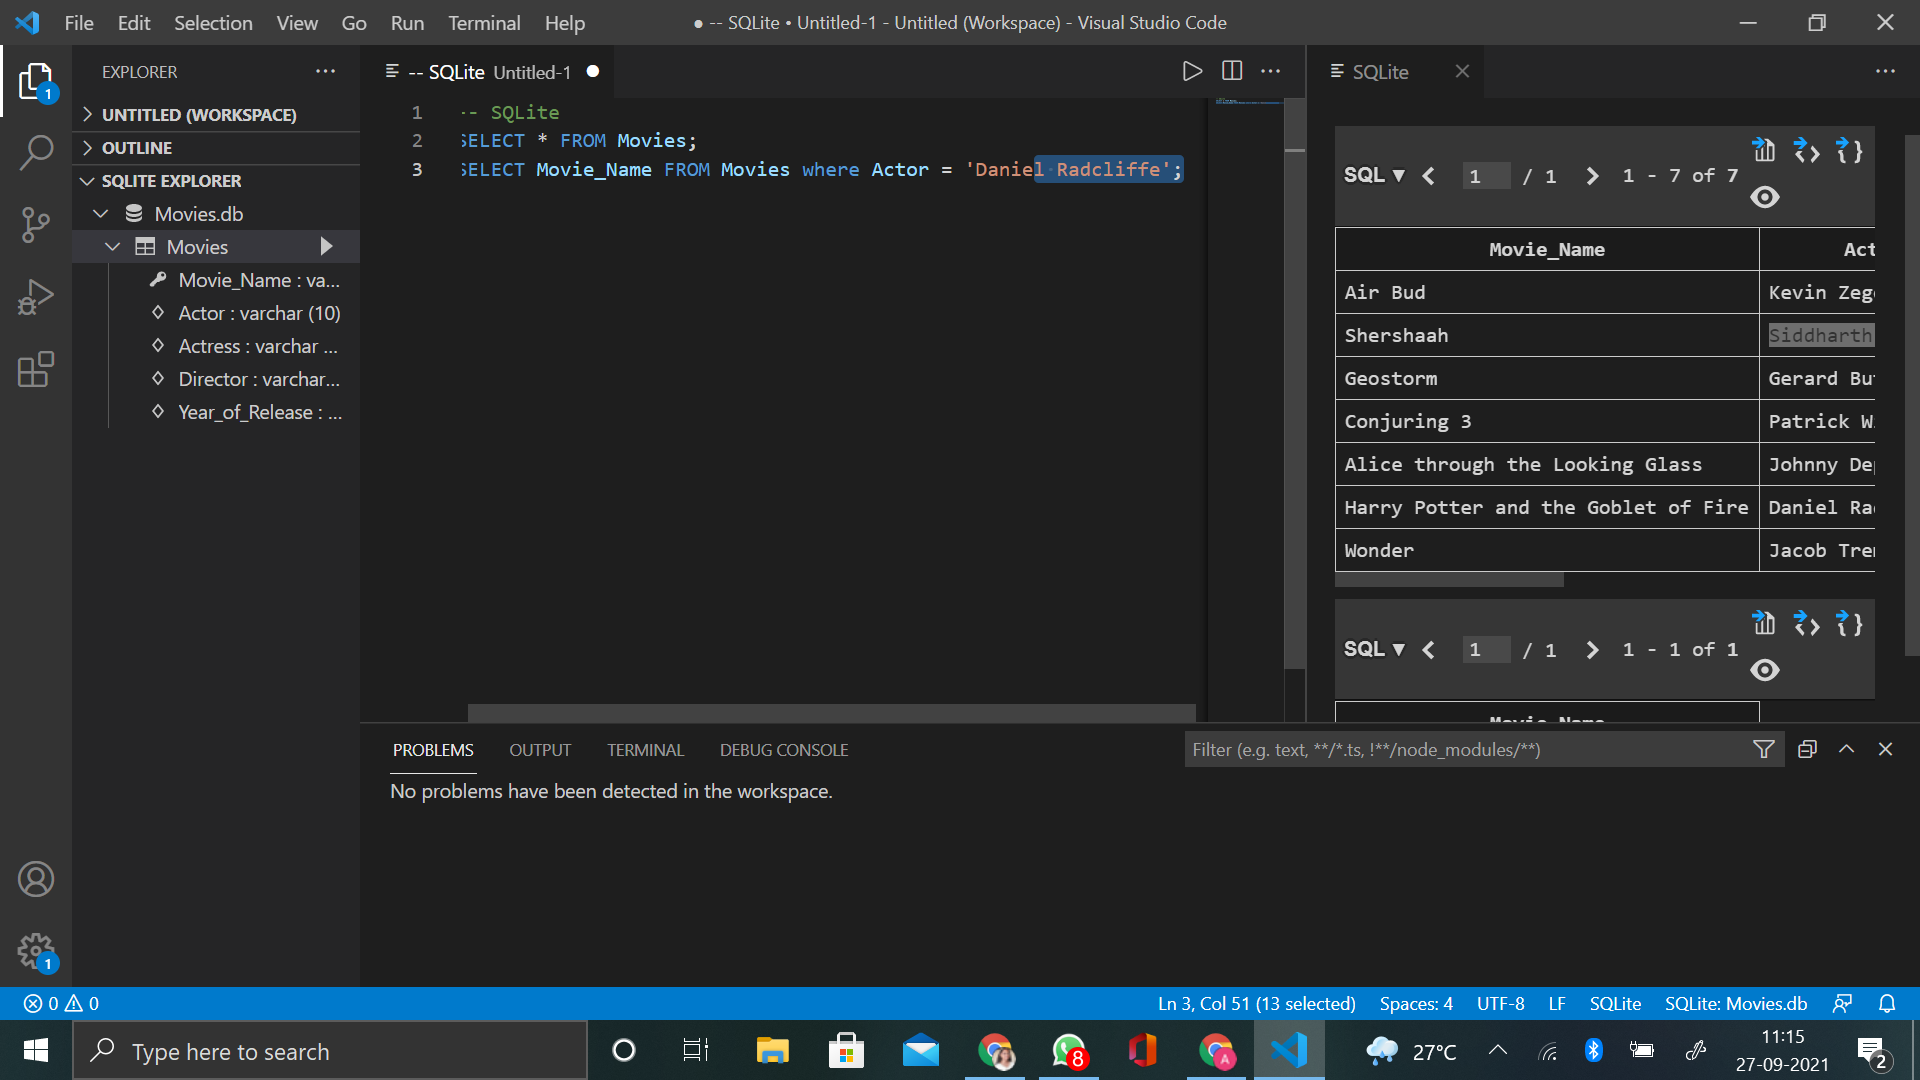 File Edit Selection View Go Run Terminal Help
● -- SQLite • Untitled-1 - Untitled (Workspace) - Visual Studio Code
EXPLORER
1
UNTITLED (WORKSPACE)
OUTLINE
SQLITE EXPLORER
Movies.db
Movies
Movie_Name : va...
Actor : varchar (10)
Actress : varchar ...
Director : varchar...
Year_of_Release : ...
1
-- SQLite Untitled-1
1 -- SQLite
2 SELECT * FROM Movies;
3 SELECT Movie_Name FROM Movies where Actor = 'Daniel Radcliffe';
SQLite
SQL ▼ 1 / 1 1 - 7 of 7
Movie_Name Act
Air Bud Kevin Zeg
Shershaah Siddharth
Geostorm Gerard Bu
Conjuring 3 Patrick W
Alice through the Looking Glass Johnny De
Harry Potter and the Goblet of Fire Daniel Ra
Wonder Jacob Tre
SQL ▼ 1 / 1 1 - 1 of 1
Movie_Name
PROBLEMS OUTPUT TERMINAL DEBUG CONSOLE
Filter (e.g. text, **/*.ts, !**/node_modules/**)
No problems have been detected in the workspace.
0 0
Ln 3, Col 51 (13 selected) Spaces: 4 UTF-8 LF SQLite SQLite: Movies.db
Type here to search
8
A
27°C
11:15
27-09-2021
2